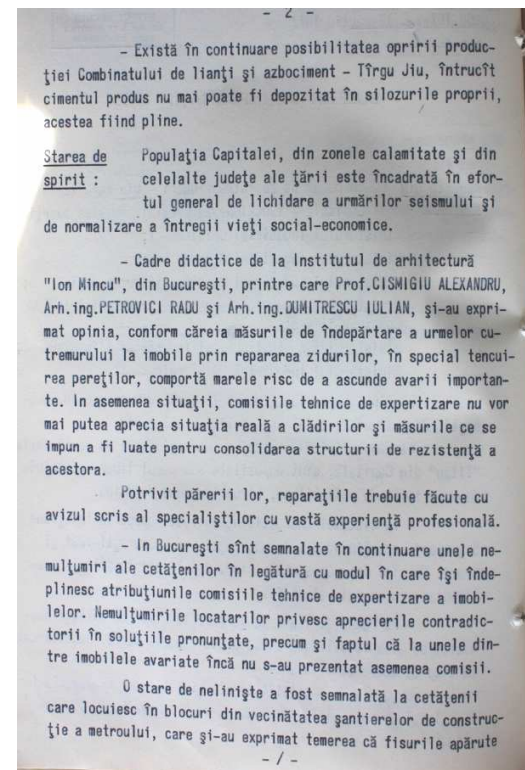 - 2 -
- Există în continuare posibilitatea opririi produc-
ţiei Combinatului de lianţi şi azbociment - Tîrgu Jiu, întrucît
cimentul produs nu mai poate fi depozitat în silozurile proprii,
acestea fiind pline.
Starea de Populaţia Capitalei, din zonele calamitate şi din
spirit : celelalte judeţe ale ţării este încadrată în efor-
tul general de lichidare a urmărilor seismului şi
de normalizare a întregii vieţi social-economice.
- Cadre didactice de la Institutul de arhitectură
"Ion Mincu", din Bucureşti, printre care Prof.CISMIGIU ALEXANDRU,
Arh.ing.PETROVICI RADU şi Arh.ing.DUMITRESCU IULIAN, şi-au expri-
mat opinia, conform căreia măsurile de îndepărtare a urmelor cu-
tremurului la imobile prin repararea zidurilor, în special tencui-
rea pereţilor, comportă marele risc de a ascunde avarii importan-
te. In asemenea situaţii, comisiile tehnice de expertizare nu vor
mai putea aprecia situaţia reală a clădirilor şi măsurile ce se
impun a fi luate pentru consolidarea structurii de rezistenţă a
acestora.
Potrivit părerii lor, reparaţiile trebuie făcute cu
avizul scris al specialiştilor cu vastă experienţă profesională.
- In Bucureşti sînt semnalate în continuare unele ne-
mulţumiri ale cetăţenilor în legătură cu modul în care îşi înde-
plinesc atribuţiunile comisiile tehnice de expertizare a imobi-
lelor. Nemulţumirile locatarilor privesc aprecierile contradic-
torii în soluţiile pronunţate, precum şi faptul că la unele din-
tre imobilele avariate încă nu s-au prezentat asemenea comisii.
O stare de nelinişte a fost semnalată la cetăţenii
care locuiesc în blocuri din vecinătatea şantierelor de construc-
ţie a metroului, care şi-au exprimat temerea că fisurile apărute
- / -